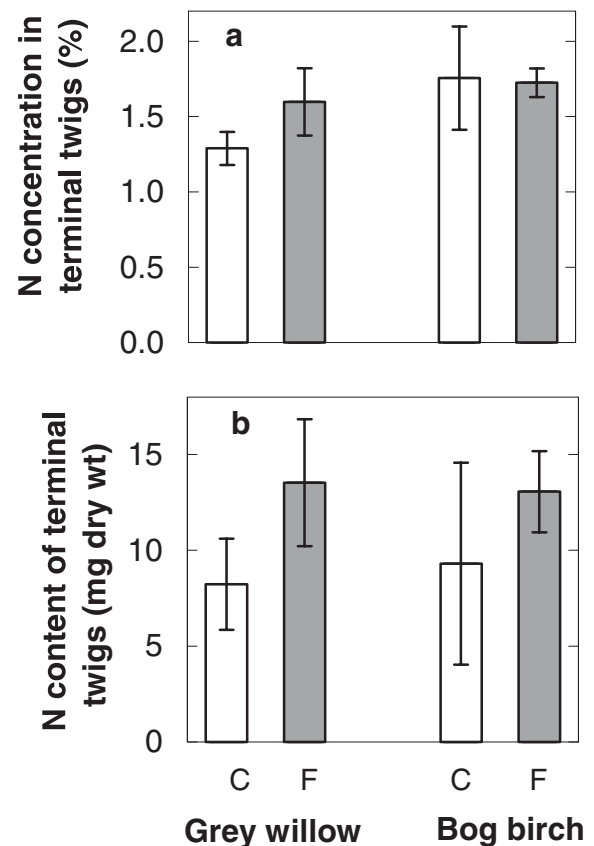 N concentration in
terminal twigs (%)
a
2.0
1.5
1.0
0.5
0.0
N content of terminal
twigs (mg dry wt)
b
15
10
5
0
C F C F
Grey willow Bog birch